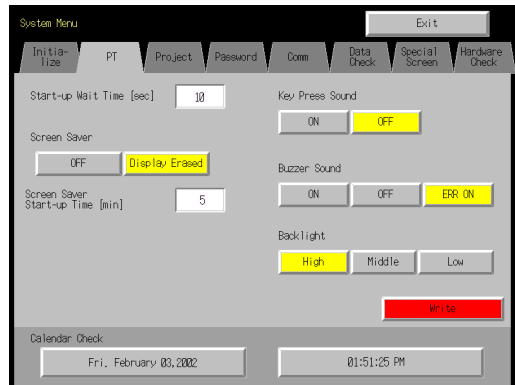 System Menu
Exit
Initia-
lize
PT
Project
Password
Comm
Data
Check
Special
Screen
Hardware
Check
Start-up Wait Time [sec]
10
Key Press Sound
ON
OFF
Screen Saver
OFF
Display Erased
Buzzer Sound
Screen Saver
Start-up Time [min]
5
ON
OFF
ERR ON
Backlight
High
Middle
Low
Write
Calendar Check
Fri. February 03,2002
01:51:25 PM